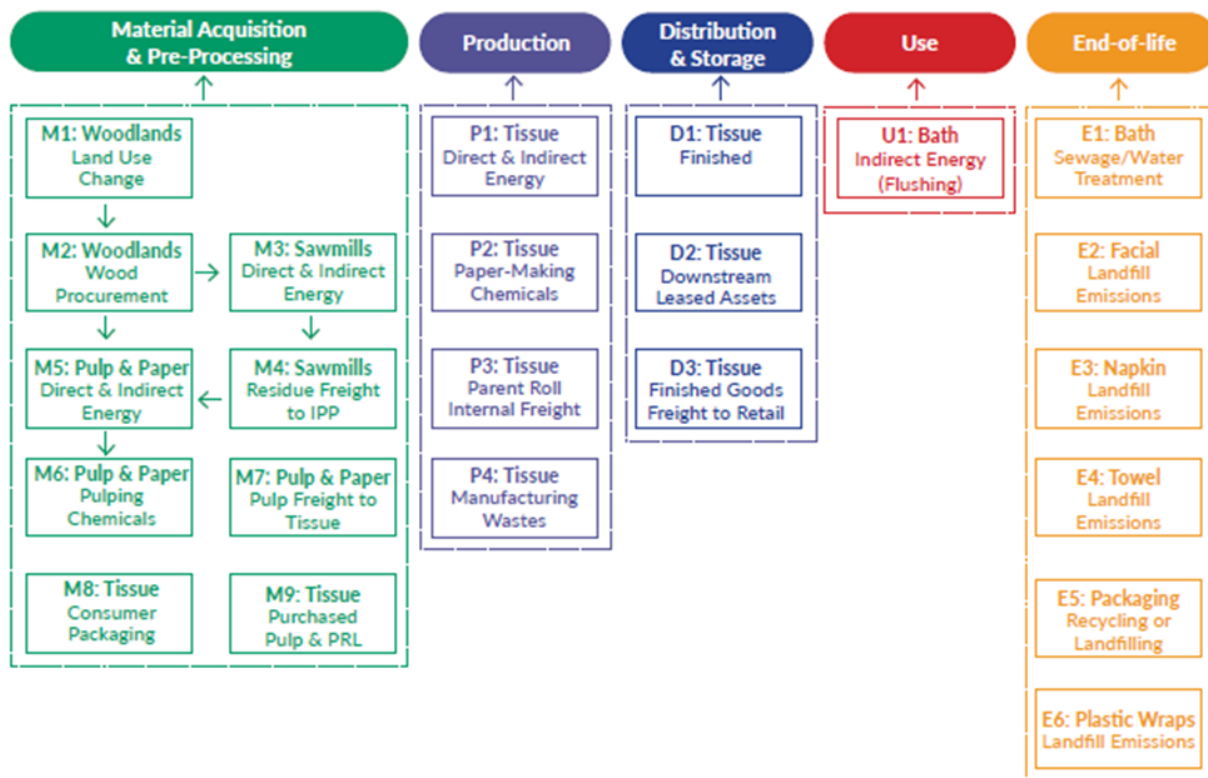 Material Acquisition
& Pre-Processing
Production
Distribution
& Storage
Use
End-of-life
M1: Woodlands
Land Use
Change
M2: Woodlands
Wood
Procurement
M3: Sawmills
Direct & Indirect
Energy
M5: Pulp & Paper
Direct & Indirect
Energy
M4: Sawmills
Residue Freight
to IPP
M6: Pulp & Paper
Pulping
Chemicals
M7: Pulp & Paper
Pulp Freight to
Tissue
M8: Tissue
Consumer
Packaging
M9: Tissue
Purchased
Pulp & PRL
P1: Tissue
Direct & Indirect
Energy
P2: Tissue
Paper-Making
Chemicals
P3: Tissue
Parent Roll
Internal Freight
P4: Tissue
Manufacturing
Wastes
D1: Tissue
Finished
D2: Tissue
Downstream
Leased Assets
D3: Tissue
Finished Goods
Freight to Retail
U1: Bath
Indirect Energy
(Flushing)
E1: Bath
Sewage/Water
Treatment
E2: Facial
Landfill
Emissions
E3: Napkin
Landfill
Emissions
E4: Towel
Landfill
Emissions
E5: Packaging
Recycling or
Landfilling
E6: Plastic Wraps
Landfill Emissions